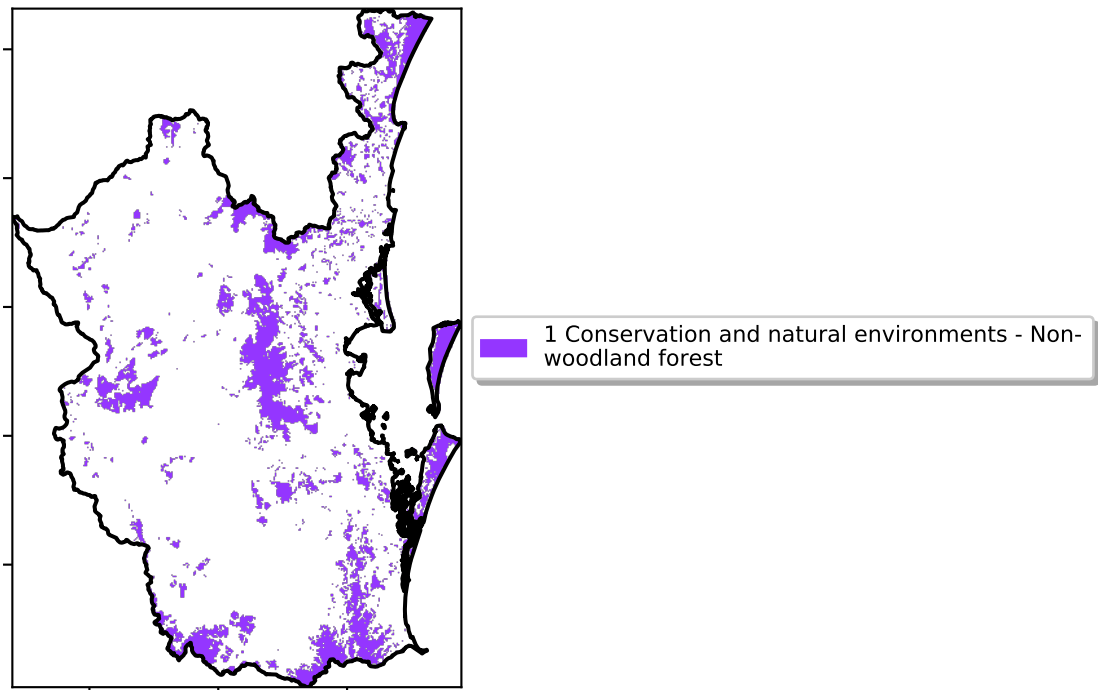 1 Conservation and natural environments - Non-
woodland forest